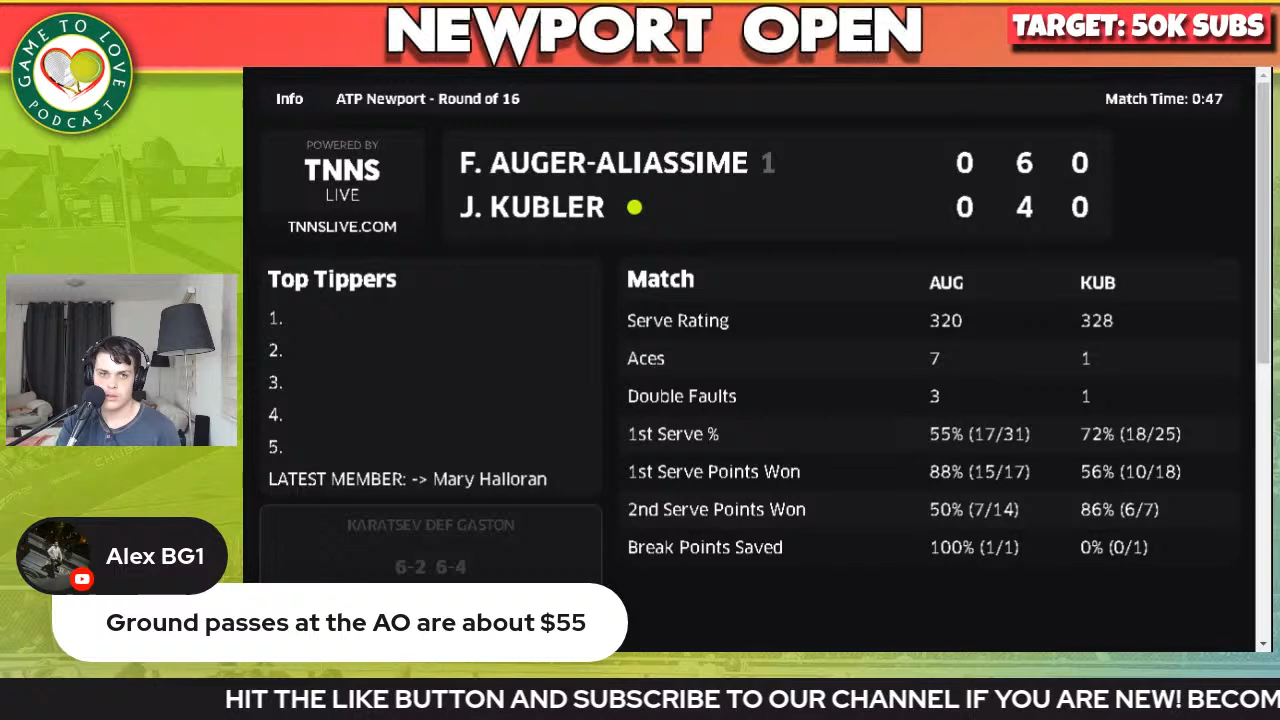 GAME TO LOVE
PODCAST
NEWPORT OPEN
TARGET: 50K SUBS
Info ATP Newport - Round of 16 Match Time: 0:47
POWERED BY
TNNS
LIVE
TNNSLIVE.COM
F. AUGER-ALIASSIME 1 0 6 0
J. KUBLER 0 4 0
Top Tippers
1.
2.
3.
4.
5.
LATEST MEMBER: -> Mary Halloran
KARATSEV DEF GASTON
6-2 6-4
Match AUG KUB
Serve Rating 320 328
Aces 7 1
Double Faults 3 1
1st Serve % 55% (17/31) 72% (18/25)
1st Serve Points Won 88% (15/17) 56% (10/18)
2nd Serve Points Won 50% (7/14) 86% (6/7)
Break Points Saved 100% (1/1) 0% (0/1)
Alex BG1
Ground passes at the AO are about $55
HIT THE LIKE BUTTON AND SUBSCRIBE TO OUR CHANNEL IF YOU ARE NEW! BECOM